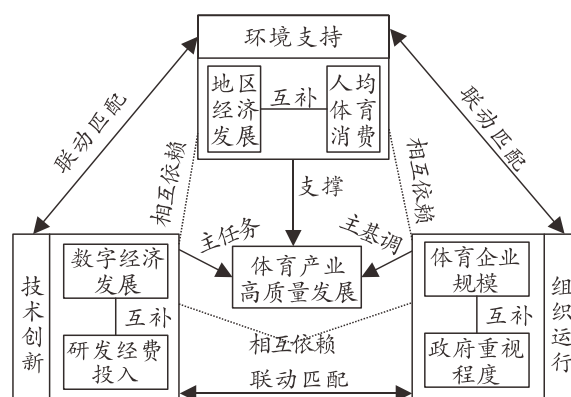 环境支持
地区
经济
发展
互补
人均
体育
消费
联动匹配
联动匹配
相互依赖
相互依赖
支撑
主任务
主基调
体育产业
高质量发展
技术创新
数字经济
发展
互补
研发经费
投入
相互依赖
联动匹配
体育企业
规模
互补
政府重视
程度
组织运行